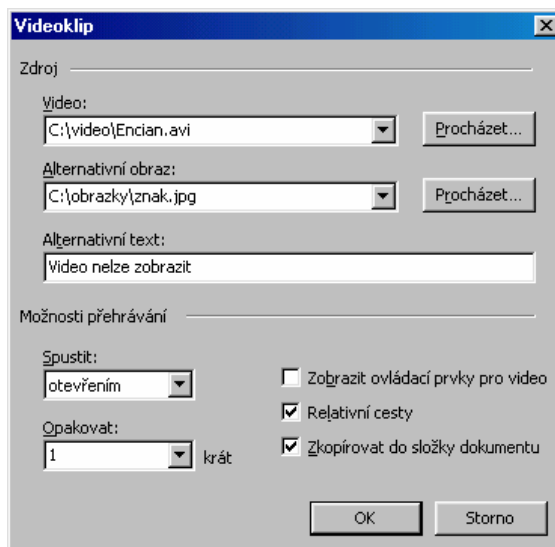 Videoklip
Zdroj
Video:
C:\video\Encian.avi
Procházet...
Alternativní obraz:
C:\obrazky\znak.jpg
Procházet...
Alternativní text:
Video nelze zobrazit
Možnosti přehrávání
Spustit:
otevřením
Zobrazit ovládací prvky pro video
Relativní cesty
Opakovat:
1 krát
Zkopírovat do složky dokumentu
OK Storno